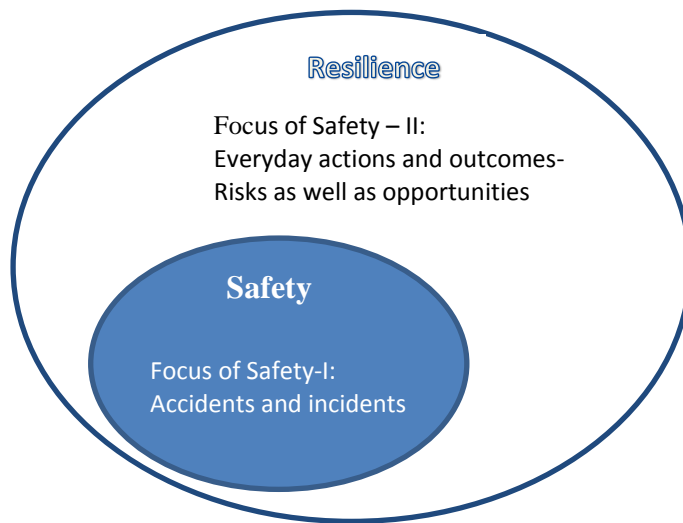 Resilience
Focus of Safety – II:
Everyday actions and outcomes-
Risks as well as opportunities
Safety
Focus of Safety-I:
Accidents and incidents